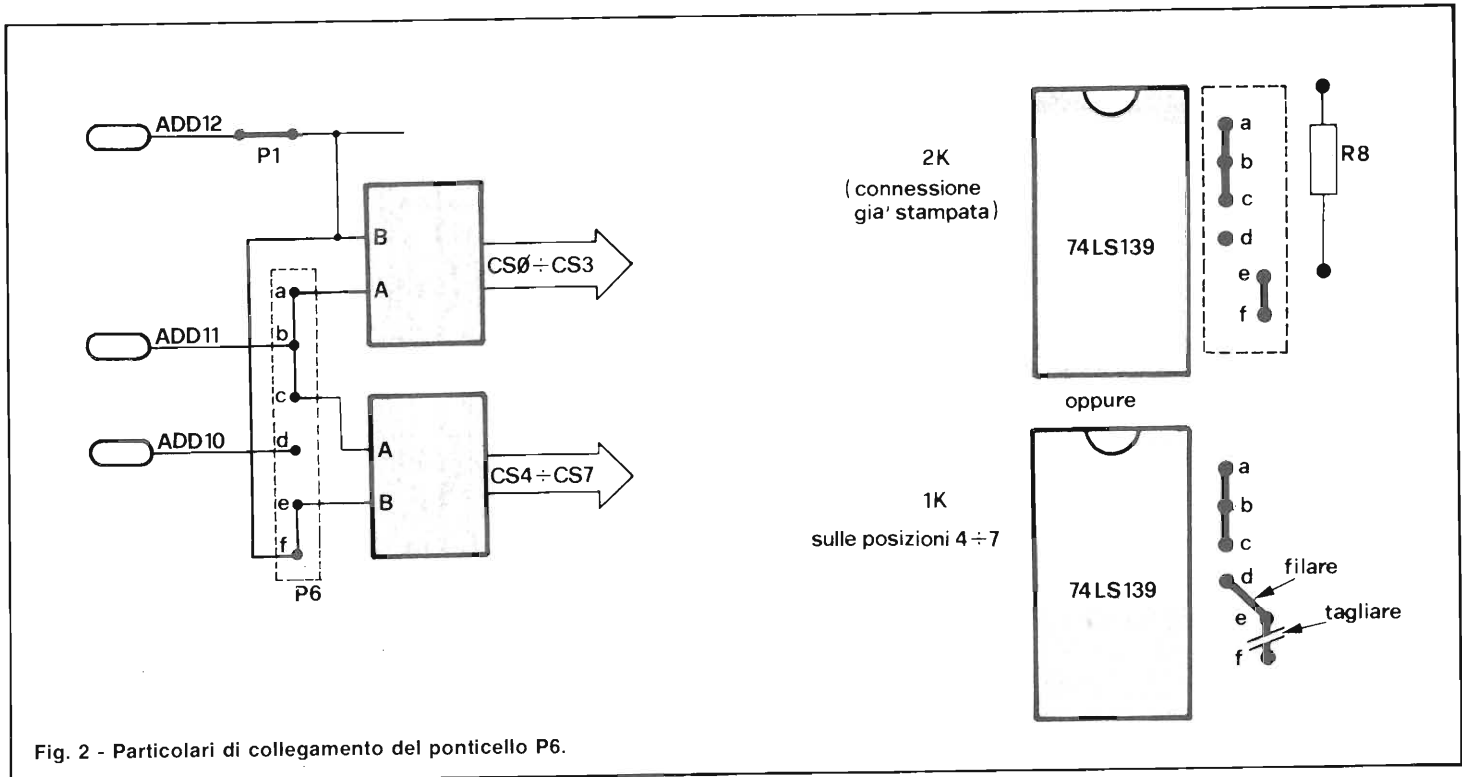 ADD12
P1
B
CSØ÷CS3
a
A
ADD11
b
c
ADD10
d
A
CS4÷CS7
e
B
f
P6
2K
(connessione
gia' stampata)
74LS139
a
b
c
d
e
f
R8
oppure
1K
sulle posizioni 4÷7
74LS139
a
b
c
d
filare
e
tagliare
f
Fig. 2 - Particolari di collegamento del ponticello P6.